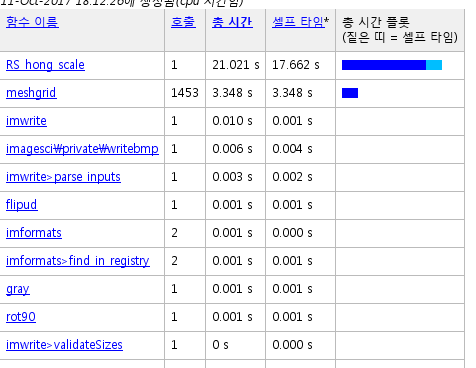 11-Oct-2017 18:12:26에 생성됨(cpu 시간임)
함수 이름 호출 총 시간 셀프 타임* 총 시간 플롯
(짙은 띠 = 셀프 타임)
RS_hong_scale 1 21.021 s 17.662 s
meshgrid 1453 3.348 s 3.348 s
imwrite 1 0.010 s 0.001 s
imagesci\private\writebmp 1 0.006 s 0.004 s
imwrite>parse_inputs 1 0.003 s 0.002 s
flipud 1 0.001 s 0.001 s
imformats 2 0.001 s 0.000 s
imformats>find_in_registry 2 0.001 s 0.001 s
gray 1 0.001 s 0.001 s
rot90 1 0.001 s 0.001 s
imwrite>validateSizes 1 0 s 0.000 s